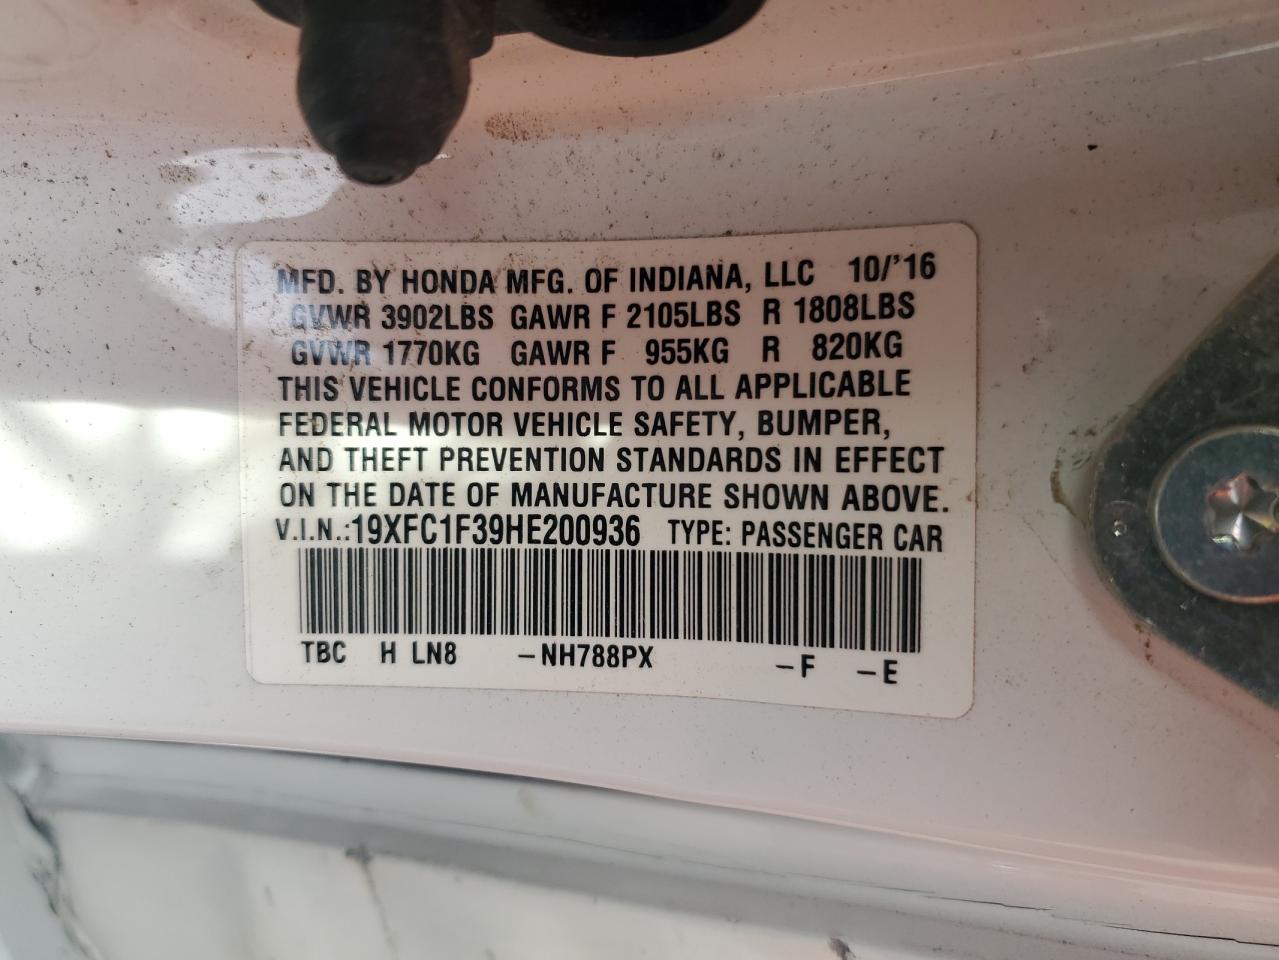 MFD. BY HONDA MFG. OF INDIANA, LLC 10/'16
GVWR 3902LBS GAWR F 2105LBS R 1808LBS
GVWR 1770KG GAWR F 955KG R 820KG
THIS VEHICLE CONFORMS TO ALL APPLICABLE
FEDERAL MOTOR VEHICLE SAFETY, BUMPER,
AND THEFT PREVENTION STANDARDS IN EFFECT
ON THE DATE OF MANUFACTURE SHOWN ABOVE.
V.I.N.:19XFC1F39HE200936 TYPE: PASSENGER CAR
TBC H LN8 -NH788PX -F -E